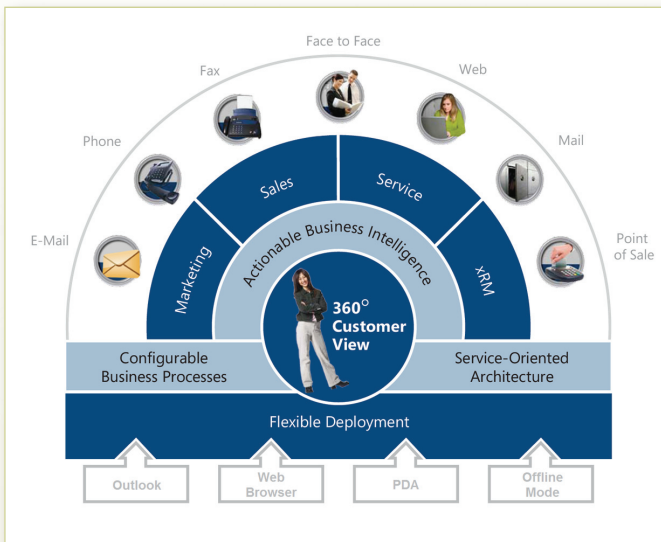 Face to Face
Fax
Web
Phone
Mail
E-Mail
Point
of Sale
Marketing
Sales
Service
xRM
Actionable Business Intelligence
360°
Customer
View
Configurable
Business Processes
Service-Oriented
Architecture
Flexible Deployment
Outlook
Web
Browser
PDA
Offline
Mode